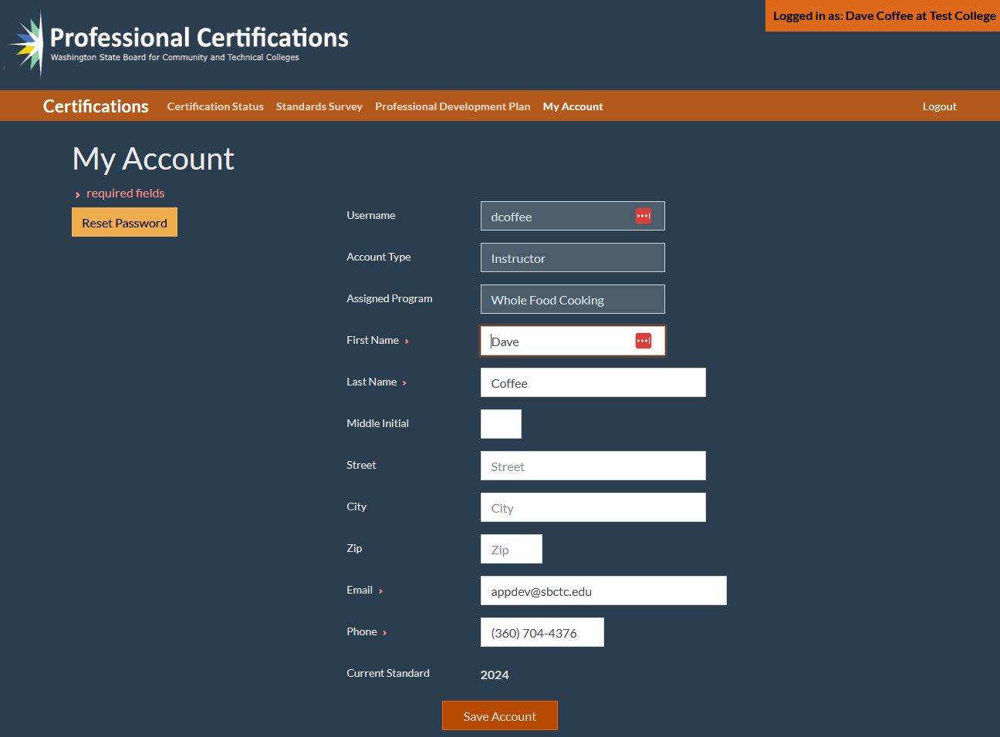 Logged in as: Dave Coffee at Test College
Professional Certifications
Washington State Board for Community and Technical Colleges
Certifications Certification Status Standards Survey Professional Development Plan My Account Logout
My Account
› required fields
Reset Password
Username dcoffee
Account Type Instructor
Assigned Program Whole Food Cooking
First Name › Dave
Last Name › Coffee
Middle Initial
Street Street
City City
Zip Zip
Email › appdev@sbctc.edu
Phone › (360) 704-4376
Current Standard 2024
Save Account